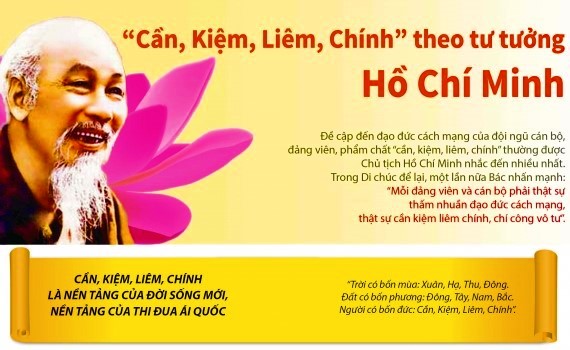 “Cần, Kiệm, Liêm, Chính” theo tư tưởng
Hồ Chí Minh
Đề cập đến đạo đức cách mạng của đội ngũ cán bộ,
đảng viên, phẩm chất “cần, kiệm, liêm, chính” thường được
Chủ tịch Hồ Chí Minh nhắc đến nhiều nhất.
Trong Di chúc để lại, một lần nữa Bác nhấn mạnh:
“Mỗi đảng viên và cán bộ phải thật sự
thấm nhuần đạo đức cách mạng,
thật sự cần kiệm liêm chính, chí công vô tư”.
CẦN, KIỆM, LIÊM, CHÍNH
LÀ NỀN TẢNG CỦA ĐỜI SỐNG MỚI,
NỀN TẢNG CỦA THI ĐUA ÁI QUỐC
“Trời có bốn mùa: Xuân, Hạ, Thu, Đông.
Đất có bốn phương: Đông, Tây, Nam, Bắc.
Người có bốn đức: Cần, Kiệm, Liêm, Chính”.